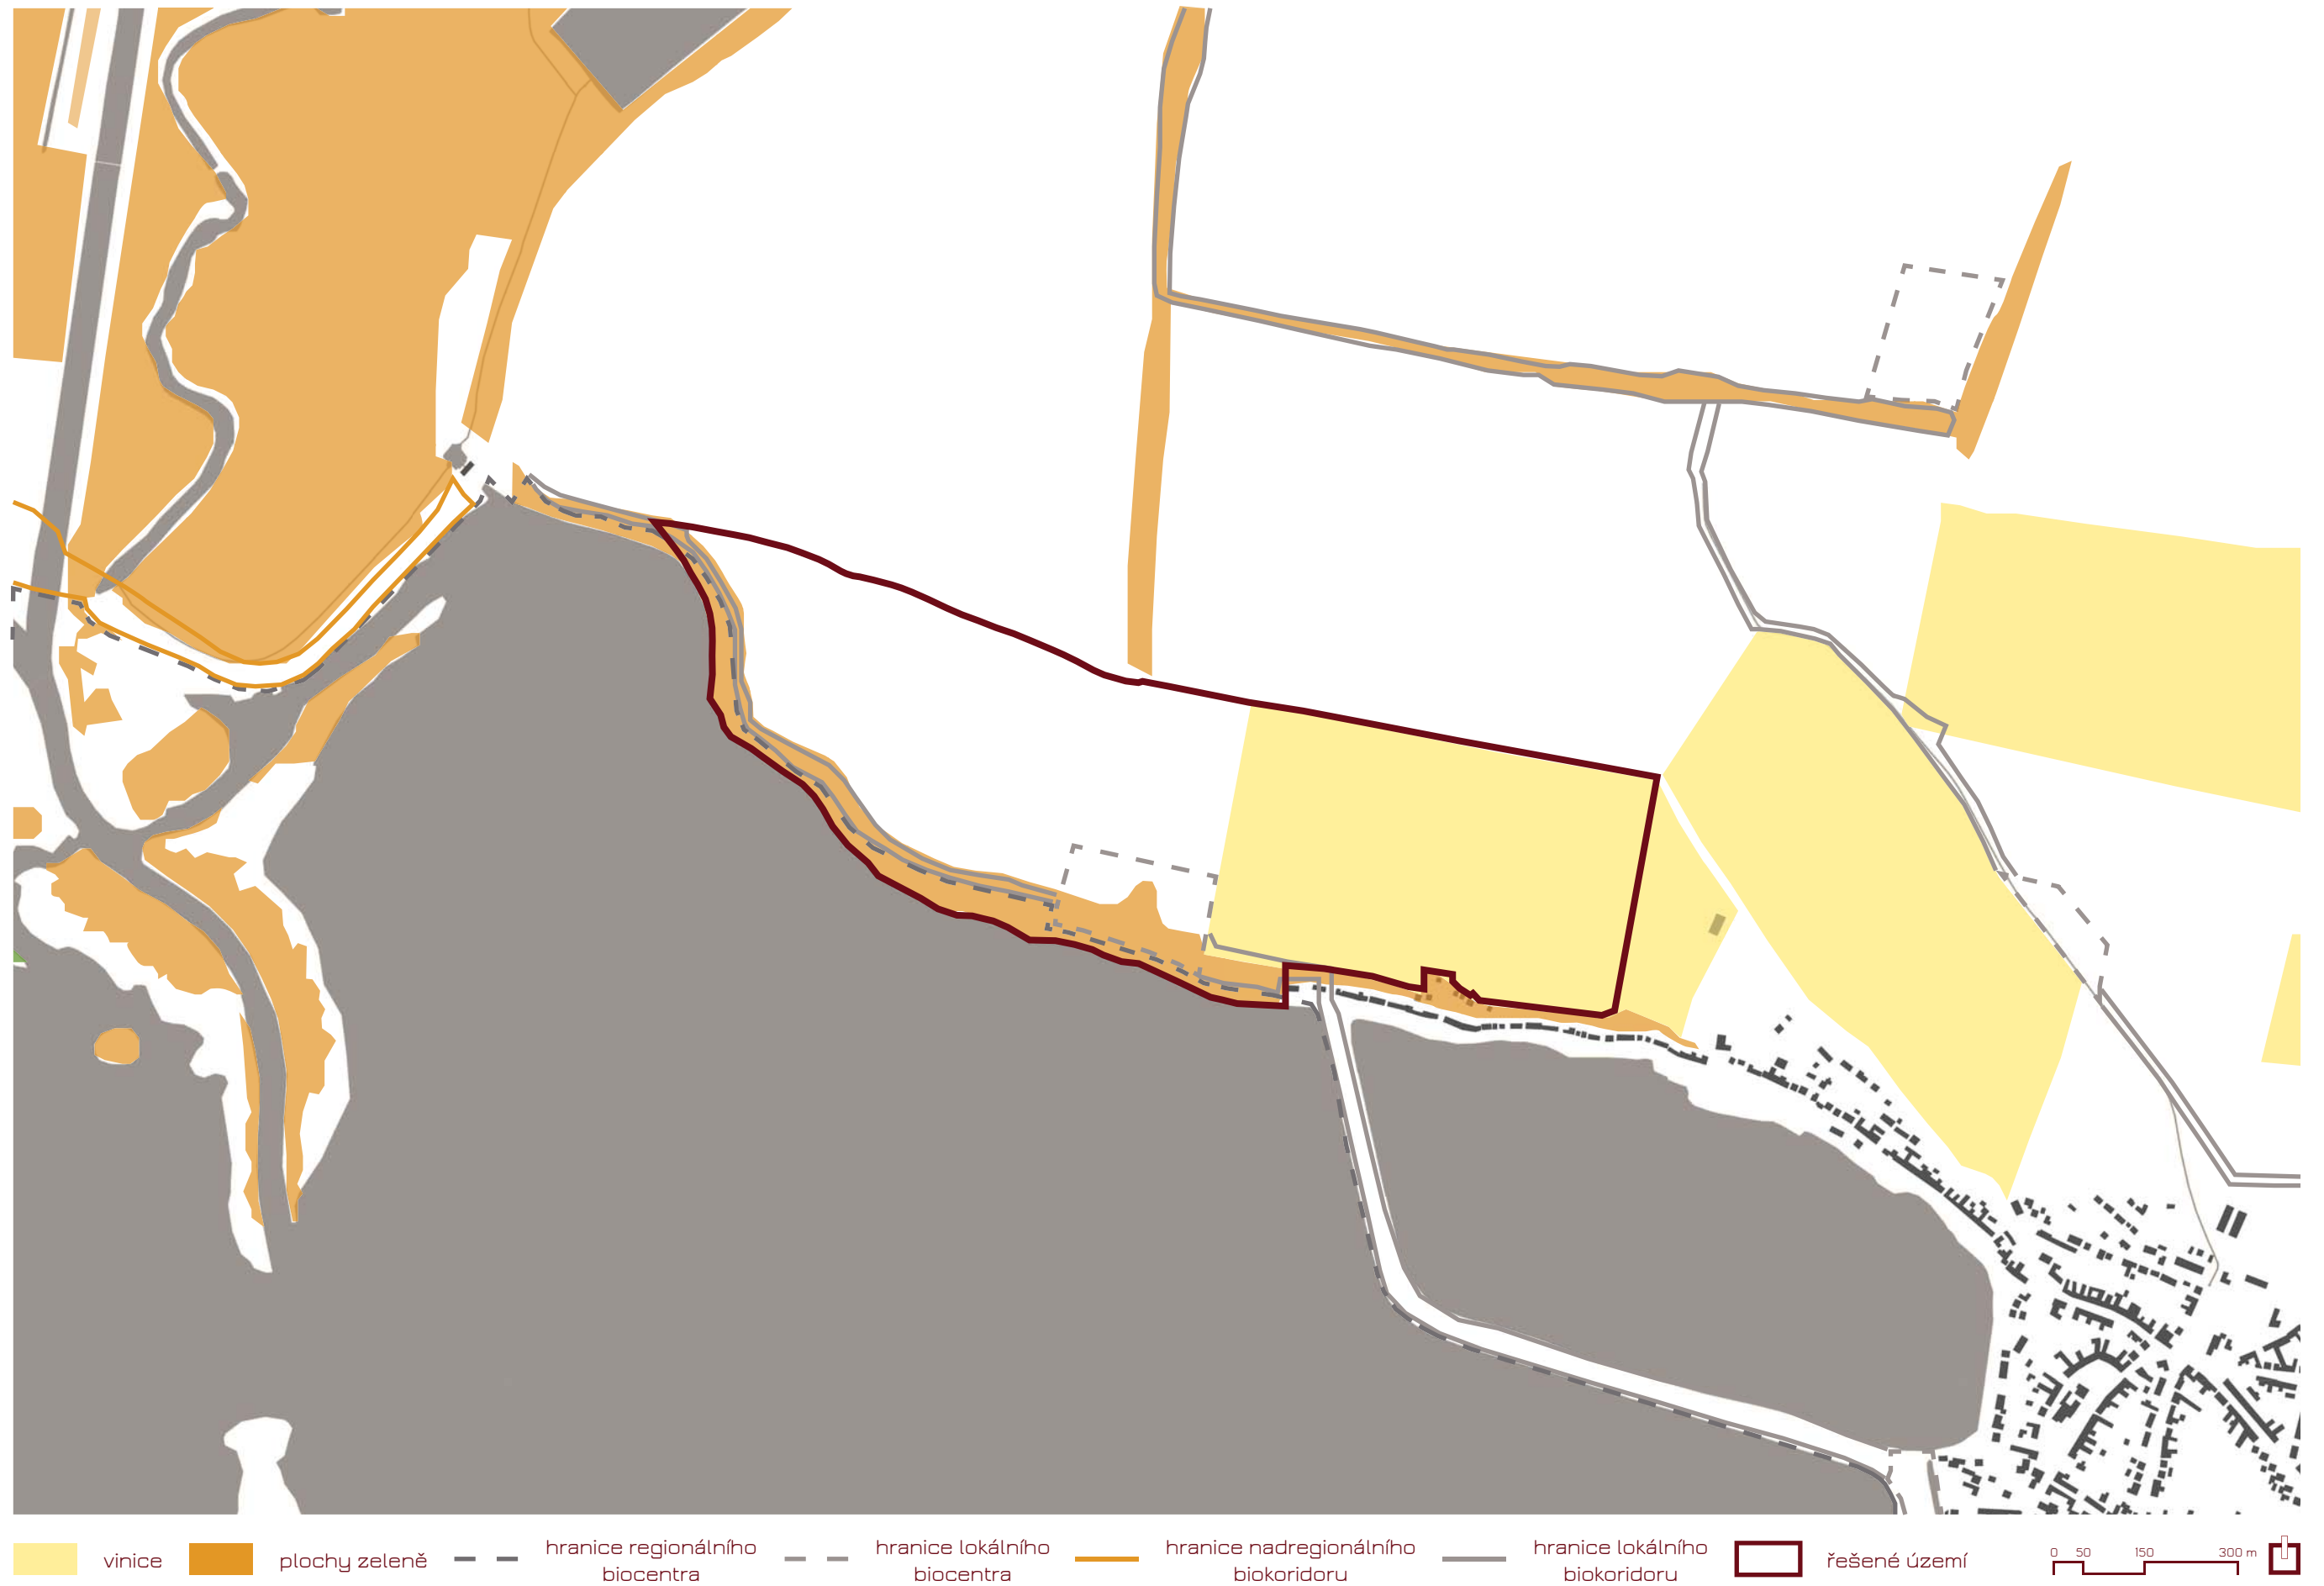 vinice
plochy zeleně
hranice regionálního
biocentra
hranice lokálního
biocentra
hranice nadregionálního
biokoridoru
hranice lokálního
biokoridoru
řešené území
0 50 150 300 m